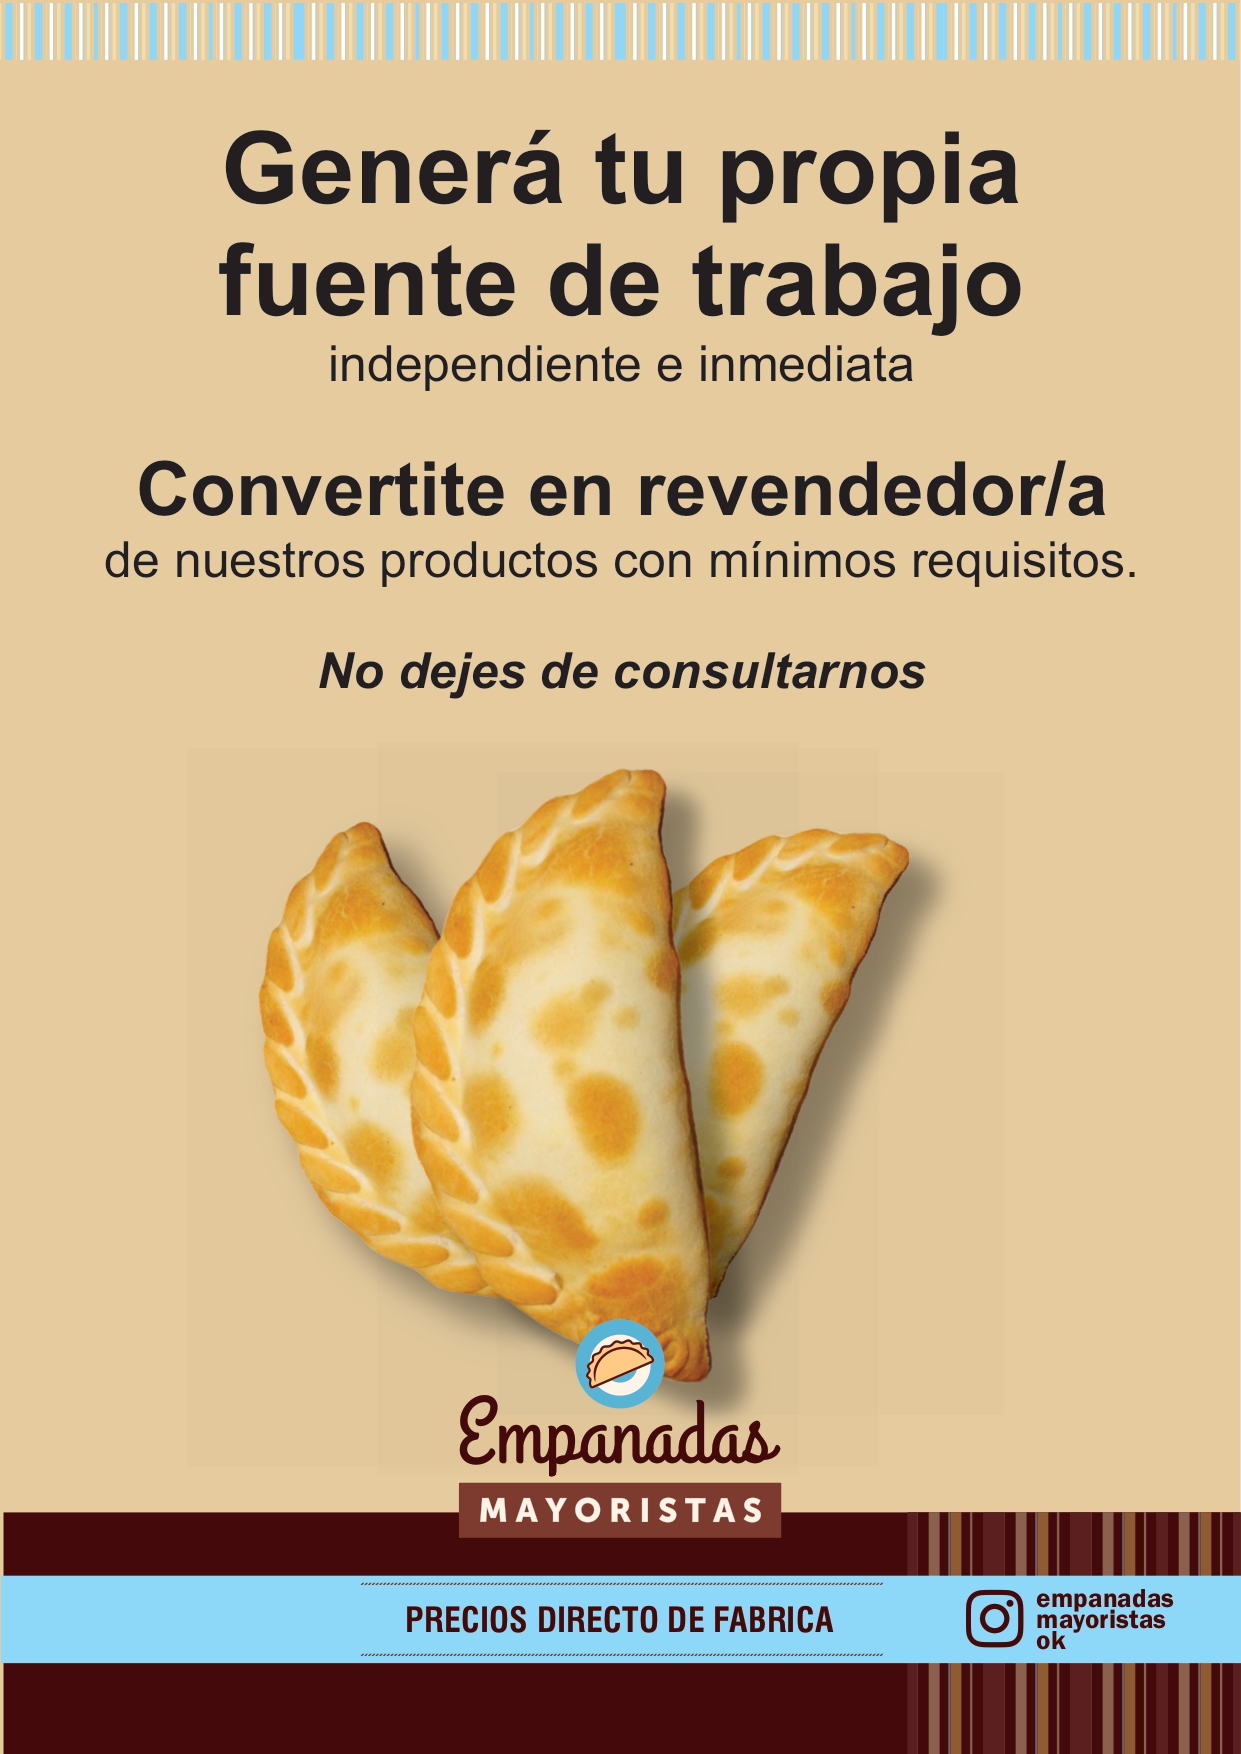 Generá tu propia
fuente de trabajo
independiente e inmediata
Convertite en revendedor/a
de nuestros productos con mínimos requisitos.
No dejes de consultarnos
Empanadas
MAYORISTAS
PRECIOS DIRECTO DE FABRICA
empanadas
mayoristas
ok